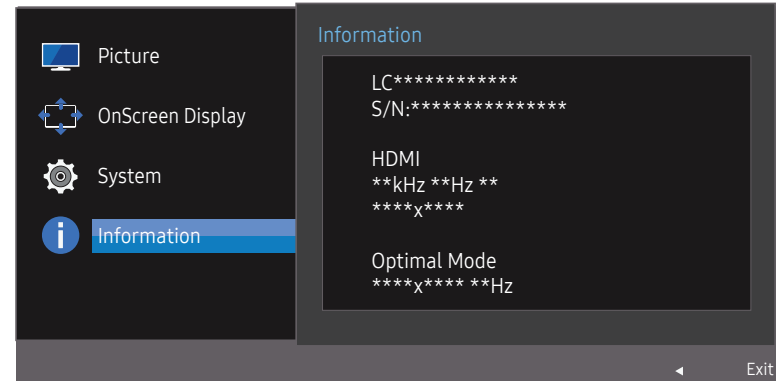 Picture
OnScreen Display
System
Information
Information
LC************
S/N:***************
HDMI
**kHz **Hz **
****x****
Optimal Mode
****x**** **Hz
Exit